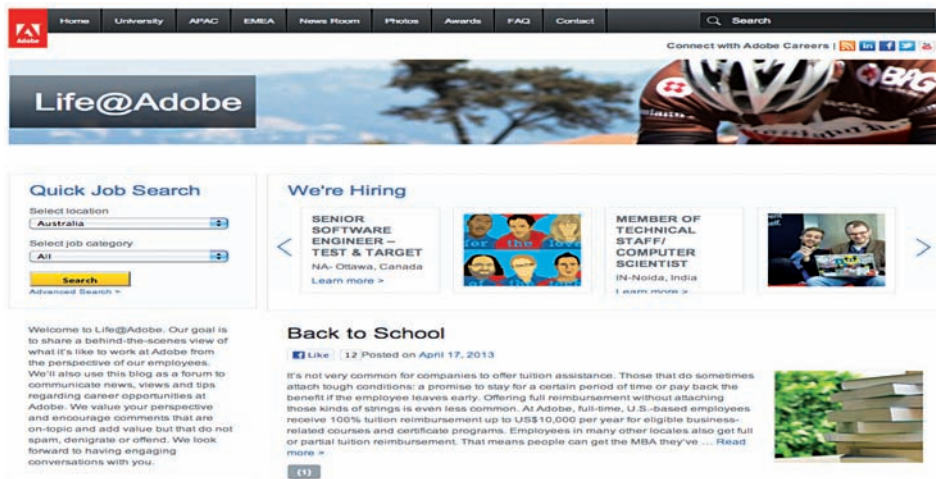 Adobe
Home University APAC EMEA News Room Photos Awards FAQ Contact Search
Connect with Adobe Careers |
Life@Adobe
BPG
Quick Job Search
Select location
Australia
Select job category
All
Search
Advanced Search >
We're Hiring
SENIOR
SOFTWARE
ENGINEER –
TEST & TARGET
NA- Ottawa, Canada
Learn more >
for the love
of the
MEMBER OF
TECHNICAL
STAFF/
COMPUTER
SCIENTIST
IN-Noida, India
Learn more >
Welcome to Life@Adobe. Our goal is
to share a behind-the-scenes view of
what it's like to work at Adobe from
the perspective of our employees.
We'll also use this blog as a forum to
communicate news, views and tips
regarding career opportunities at
Adobe. We value your perspective
and encourage comments that are
on-topic and add value but that do not
spam, denigrate or offend. We look
forward to having engaging
conversations with you.
Back to School
Like 12 Posted on April 17, 2013
It's not very common for companies to offer tuition assistance. Those that do sometimes
attach tough conditions: a promise to stay for a certain period of time or pay back the
benefit if the employee leaves early. Offering full reimbursement without attaching
those kinds of strings is even less common. At Adobe, full-time, U.S.-based employees
receive 100% tuition reimbursement up to US$10,000 per year for eligible business-
related courses and certificate programs. Employees in many other locales also get full
or partial tuition reimbursement. That means people can get the MBA they've ... Read
more »
(1)